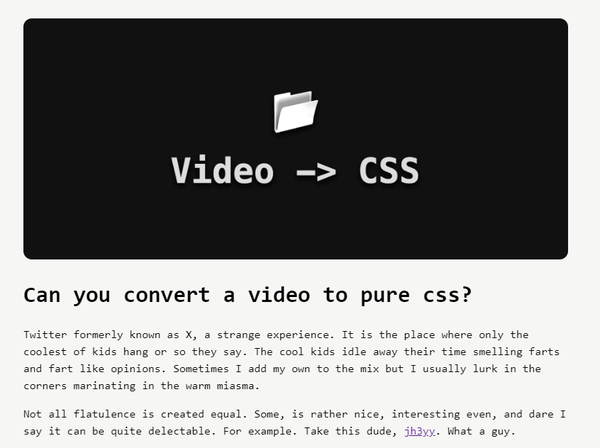 Video –> CSS
Can you convert a video to pure css?
Twitter formerly known as X, a strange experience. It is the place where only the
coolest of kids hang or so they say. The cool kids idle away their time smelling farts
and fart like opinions. Sometimes I add my own to the mix but I usually lurk in the
corners marinating in the warm miasma.
Not all flatulence is created equal. Some, is rather nice, interesting even, and dare I
say it can be quite delectable. For example. Take this dude, jh3yy. What a guy.